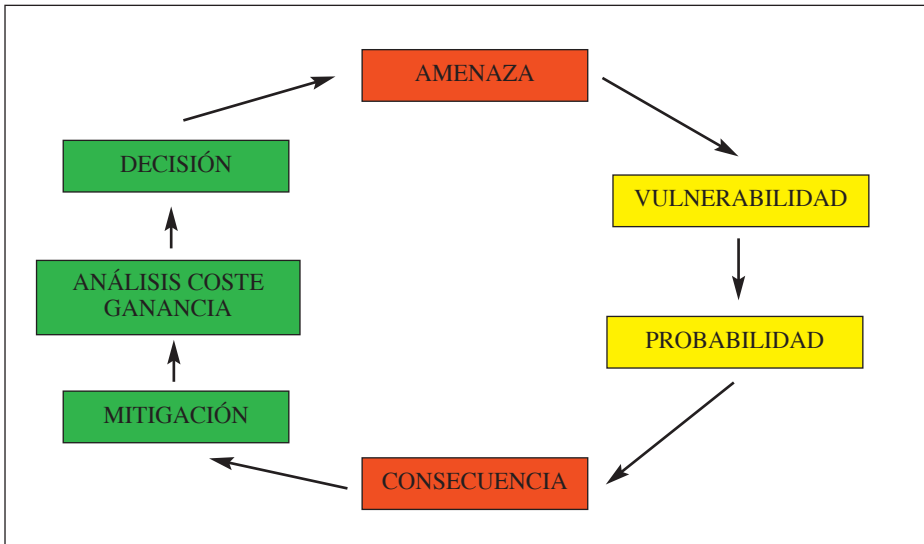 AMENAZA
DECISIÓN
VULNERABILIDAD
ANÁLISIS COSTE
GANANCIA
PROBABILIDAD
MITIGACIÓN
CONSECUENCIA